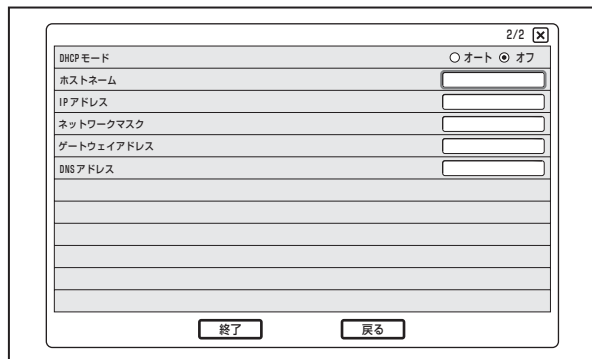 2/2 ×
DHCPモード ○ オート ◉ オフ
ホストネーム
IPアドレス
ネットワークマスク
ゲートウェイアドレス
DNSアドレス
終了 戻る